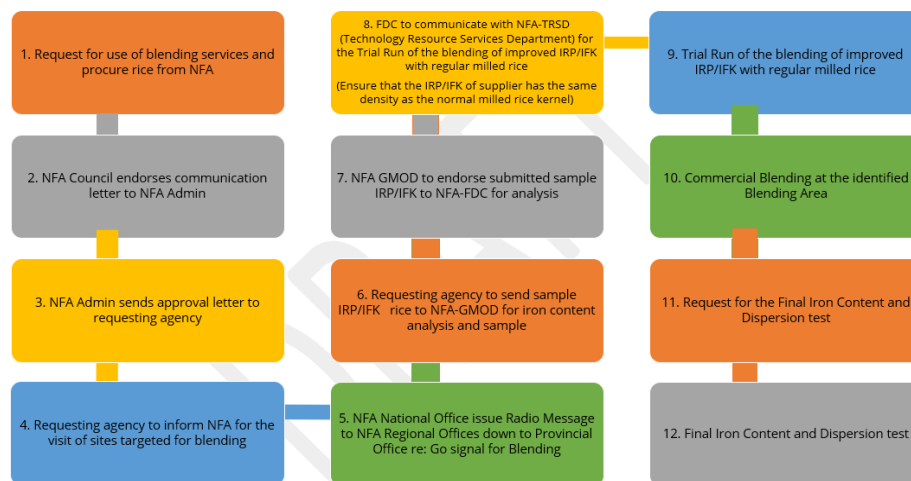 1. Request for use of blending services and
procure rice from NFA
2. NFA Council endorses communication
letter to NFA Admin
3. NFA Admin sends approval letter to
requesting agency
4. Requesting agency to inform NFA for the
visit of sites targeted for blending
5. NFA National Office issue Radio Message
to NFA Regional Offices down to Provincial
Office re: Go signal for Blending
6. Requesting agency to send sample
IRP/IFK rice to NFA-GMOD for iron content
analysis and sample
7. NFA GMOD to endorse submitted sample
IRP/IFK to NFA-FDC for analysis
8. FDC to communicate with NFA-TRSD
(Technology Resource Services Department) for
the Trial Run of the blending of improved IRP/IFK
with regular milled rice
(Ensure that the IRP/IFK of supplier has the same
density as the normal milled rice kernel)
9. Trial Run of the blending of improved
IRP/IFK with regular milled rice
10. Commercial Blending at the identified
Blending Area
11. Request for the Final Iron Content and
Dispersion test
12. Final Iron Content and Dispersion test